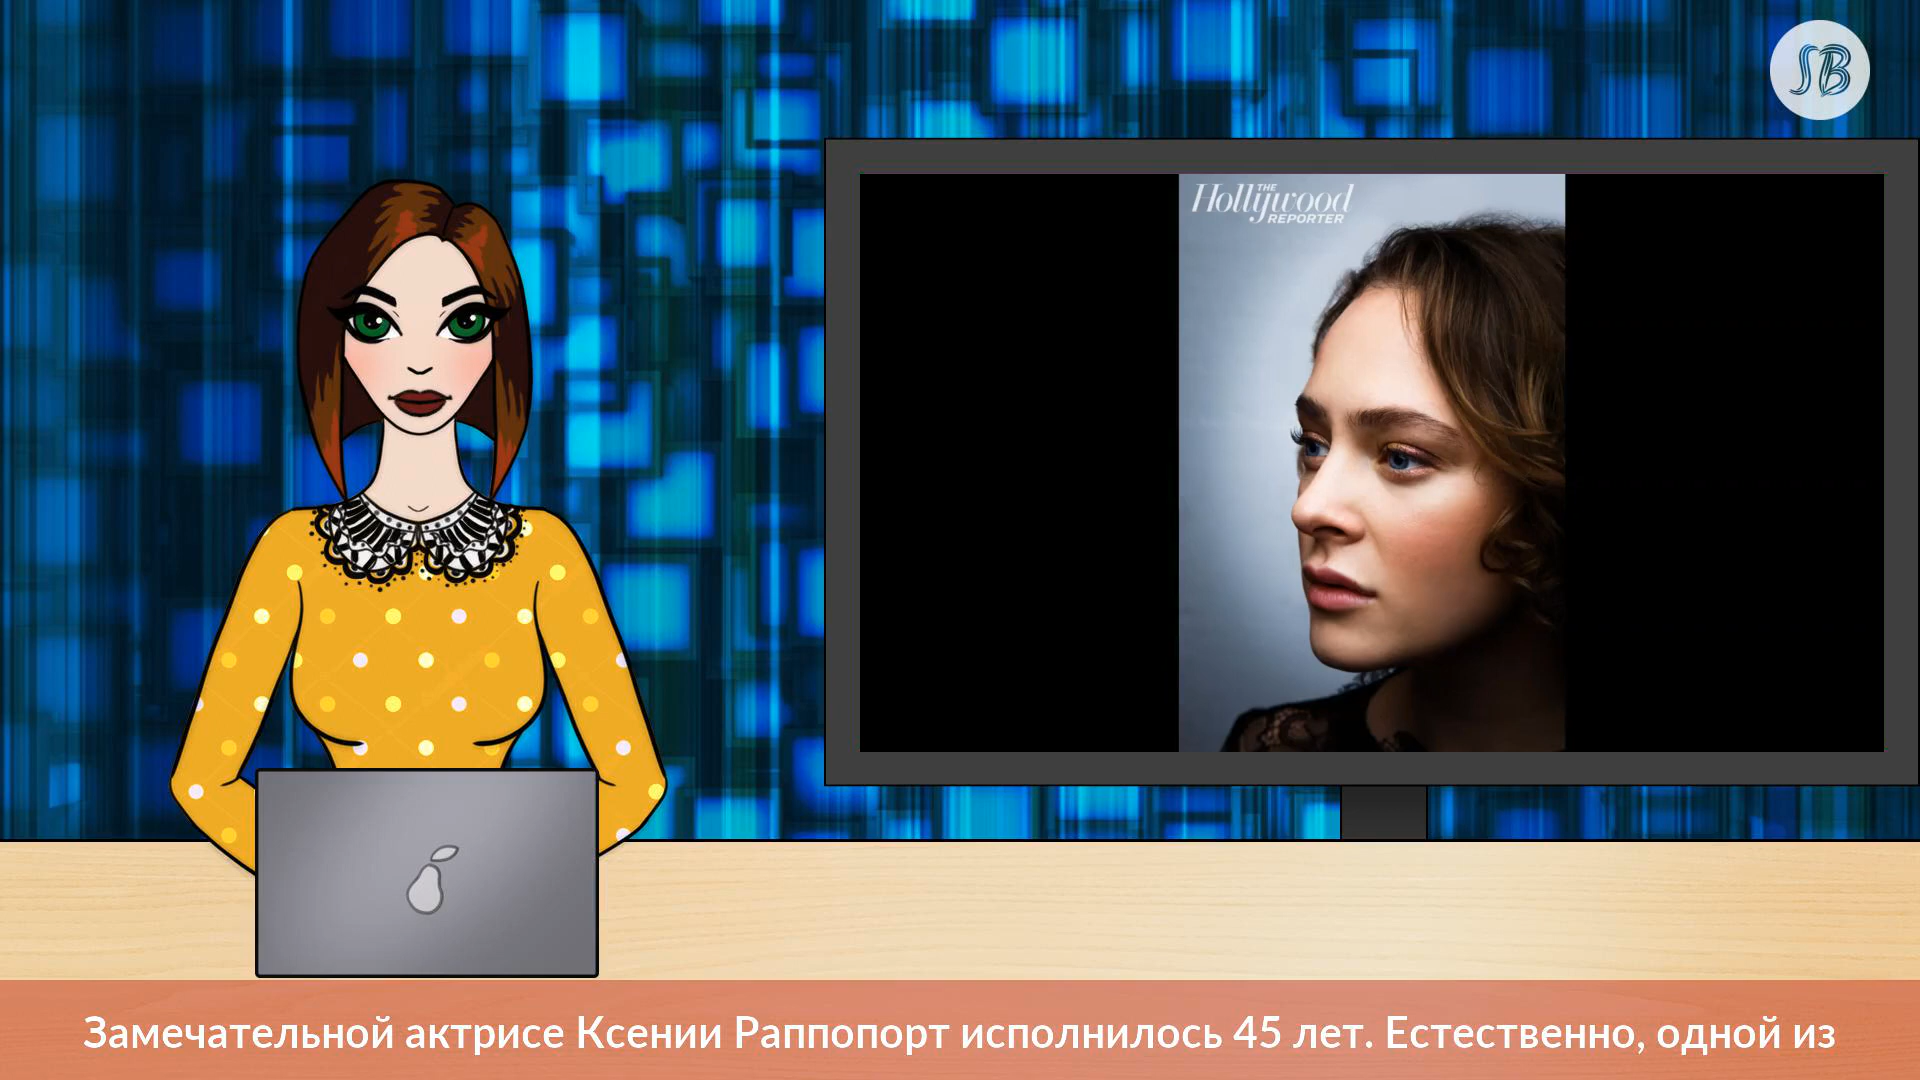 SB
THE
Hollywood
REPORTER
Замечательной актрисе Ксении Раппопорт исполнилось 45 лет. Естественно, одной из